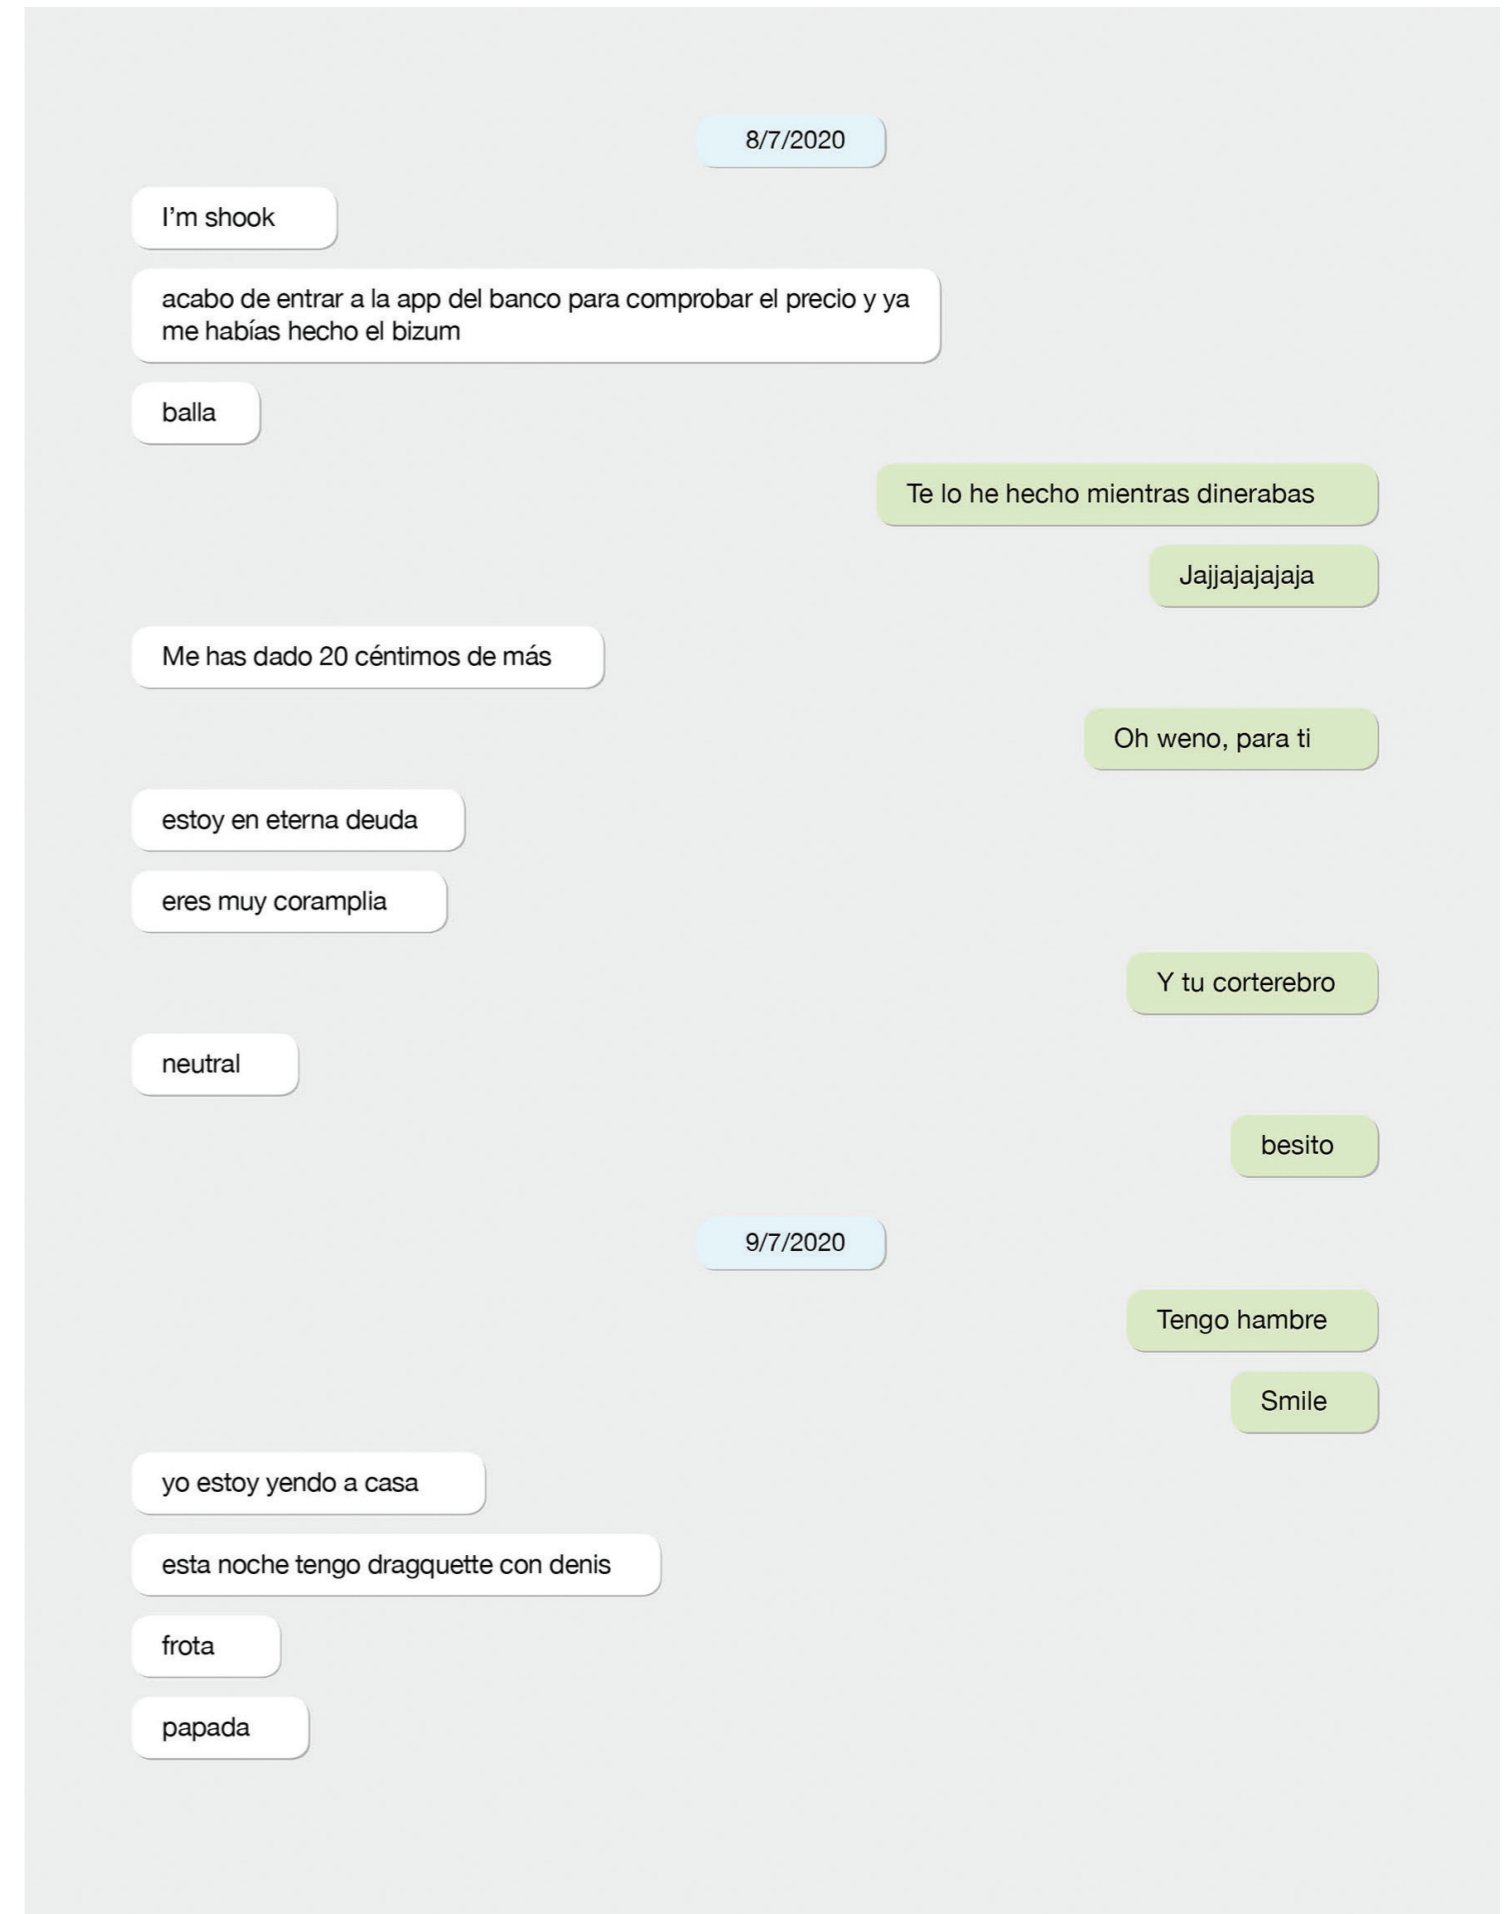 8/7/2020
I'm shook
acabo de entrar a la app del banco para comprobar el precio y ya
me habías hecho el bizum
balla
Te lo he hecho mientras dinerabas
Jajjajajajaja
Me has dado 20 céntimos de más
Oh weno, para ti
estoy en eterna deuda
eres muy coramplia
Y tu corterebro
neutral
besito
9/7/2020
Tengo hambre
Smile
yo estoy yendo a casa
esta noche tengo dragquette con denis
frota
papada